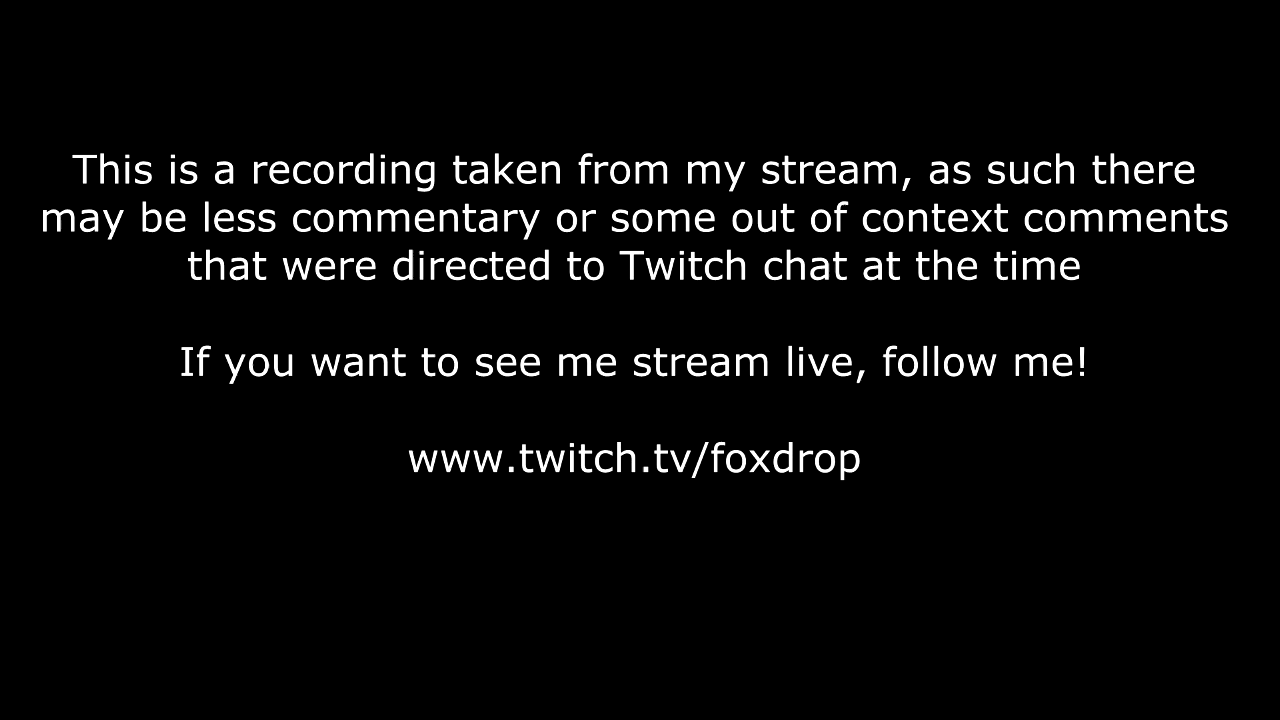 This is a recording taken from my stream, as such there
may be less commentary or some out of context comments
that were directed to Twitch chat at the time
If you want to see me stream live, follow me!
www.twitch.tv/foxdrop